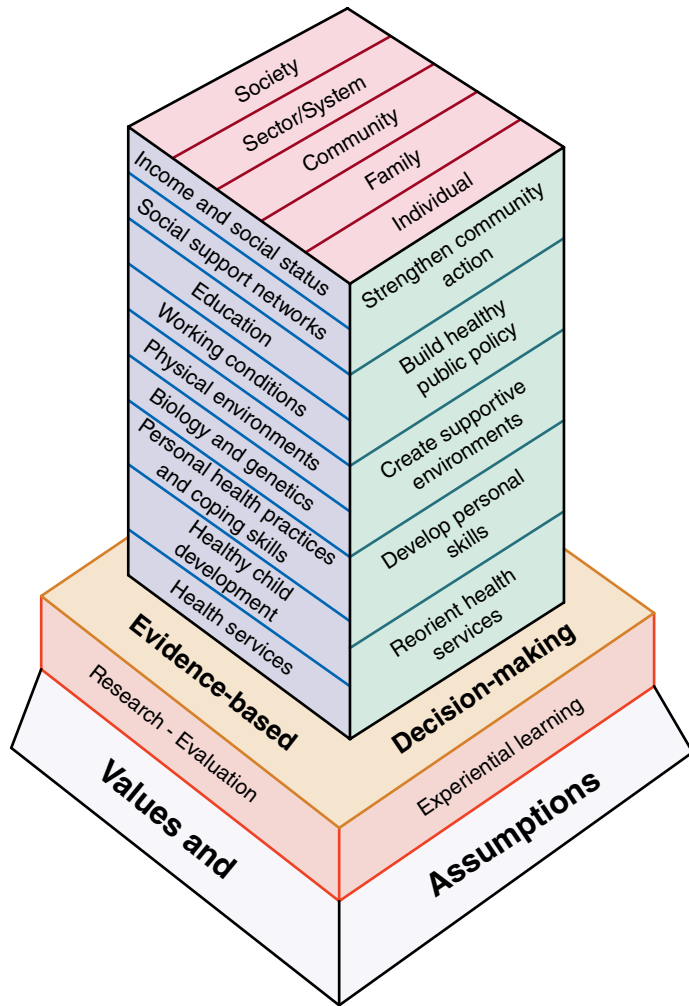 Society
Sector/System
Community
Family
Individual
Income and social status
Social support networks
Education
Working conditions
Physical environments
Biology and genetics
Personal health practices
and coping skills
Healthy child
development
Health services
Strengthen community
action
Build healthy
public policy
Create supportive
environments
Develop personal
skills
Reorient health
services
Evidence-based
Decision-making
Research - Evaluation
Experiential learning
Values and
Assumptions